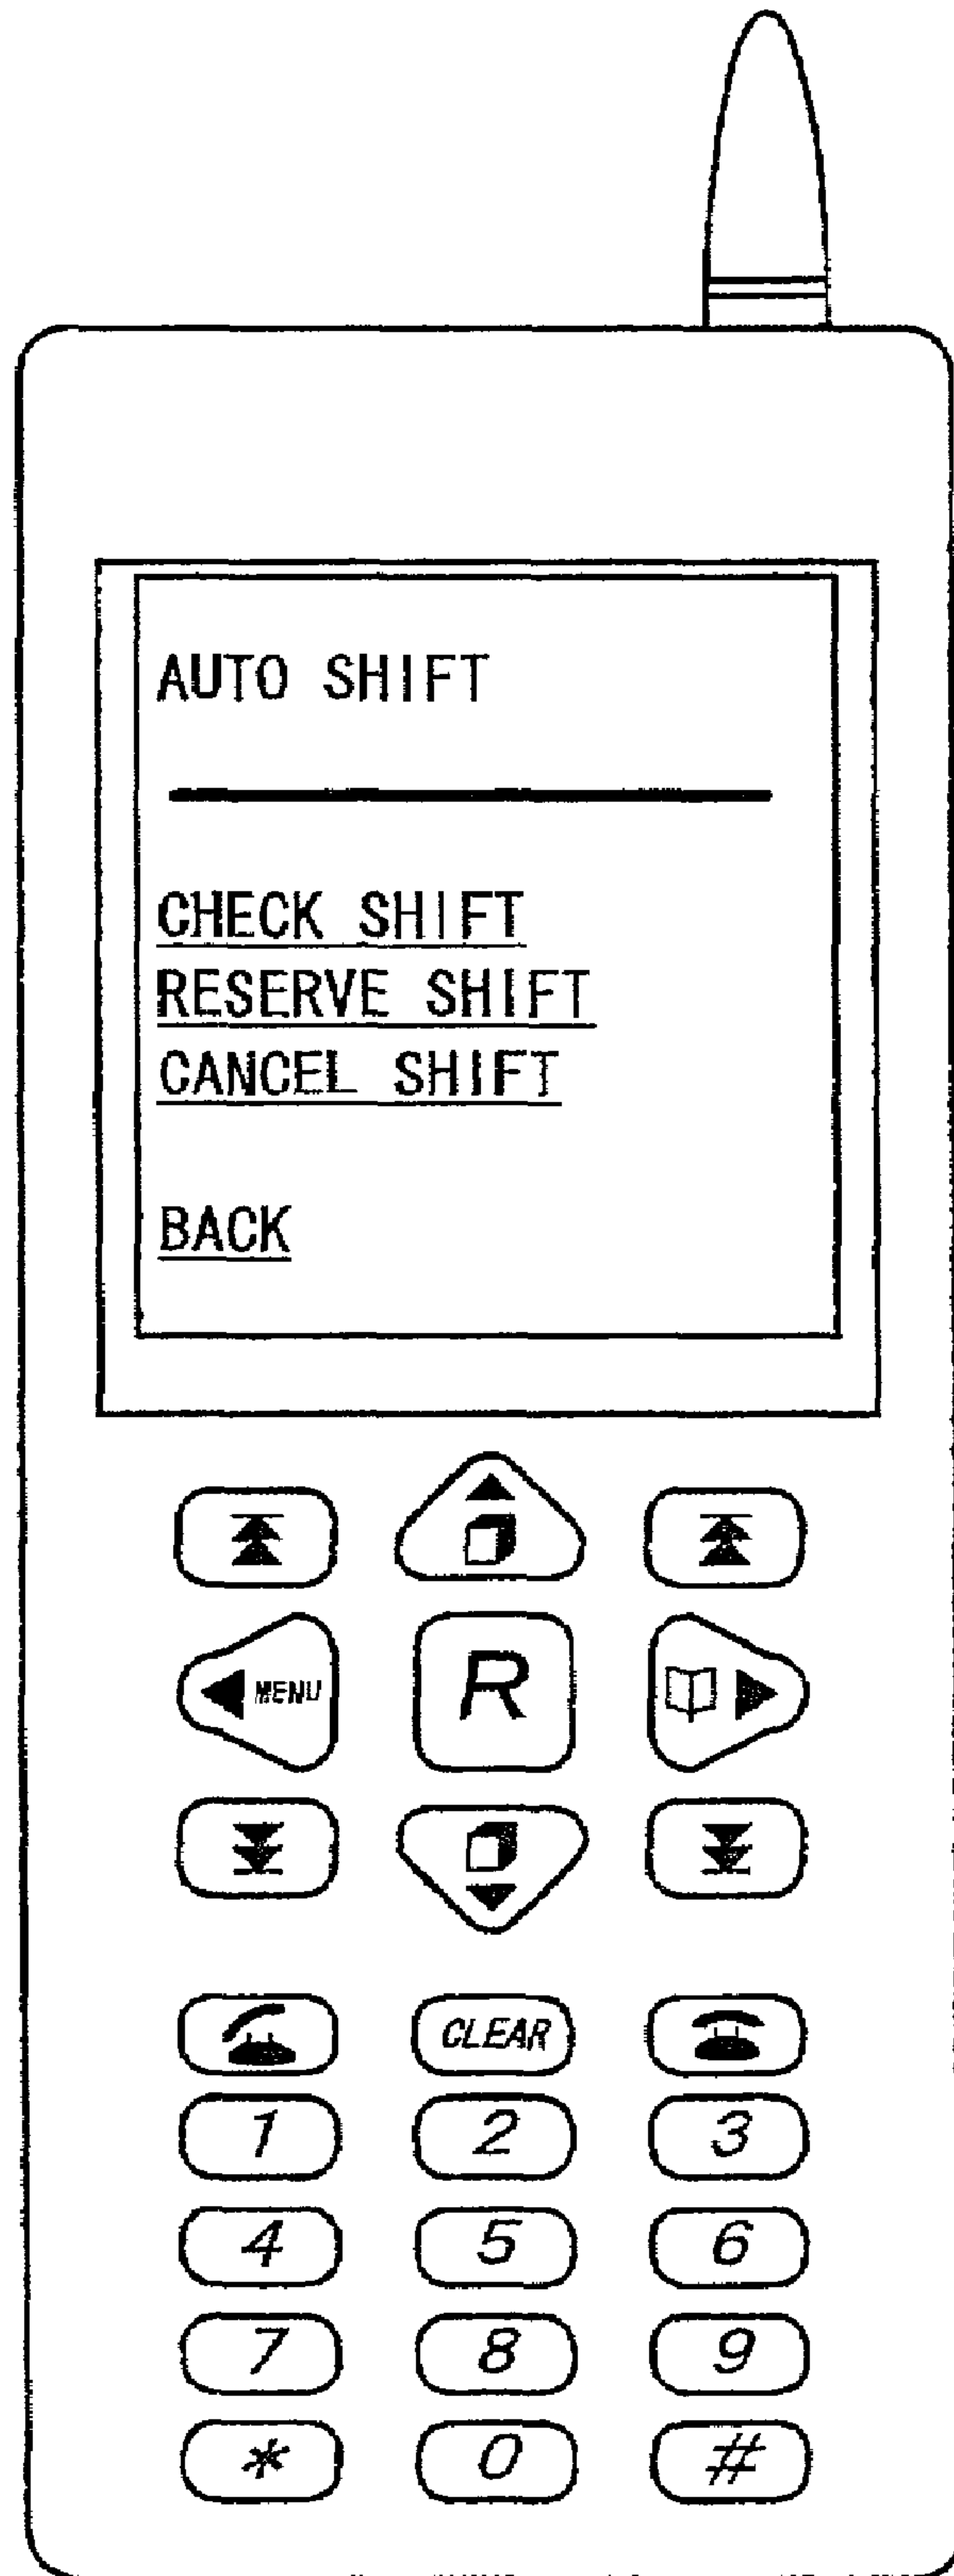 AUTO SHIFT
CHECK SHIFT
RESERVE SHIFT
CANCEL SHIFT
BACK
MENU R
CLEAR
1 2 3
4 5 6
7 8 9
* 0 #